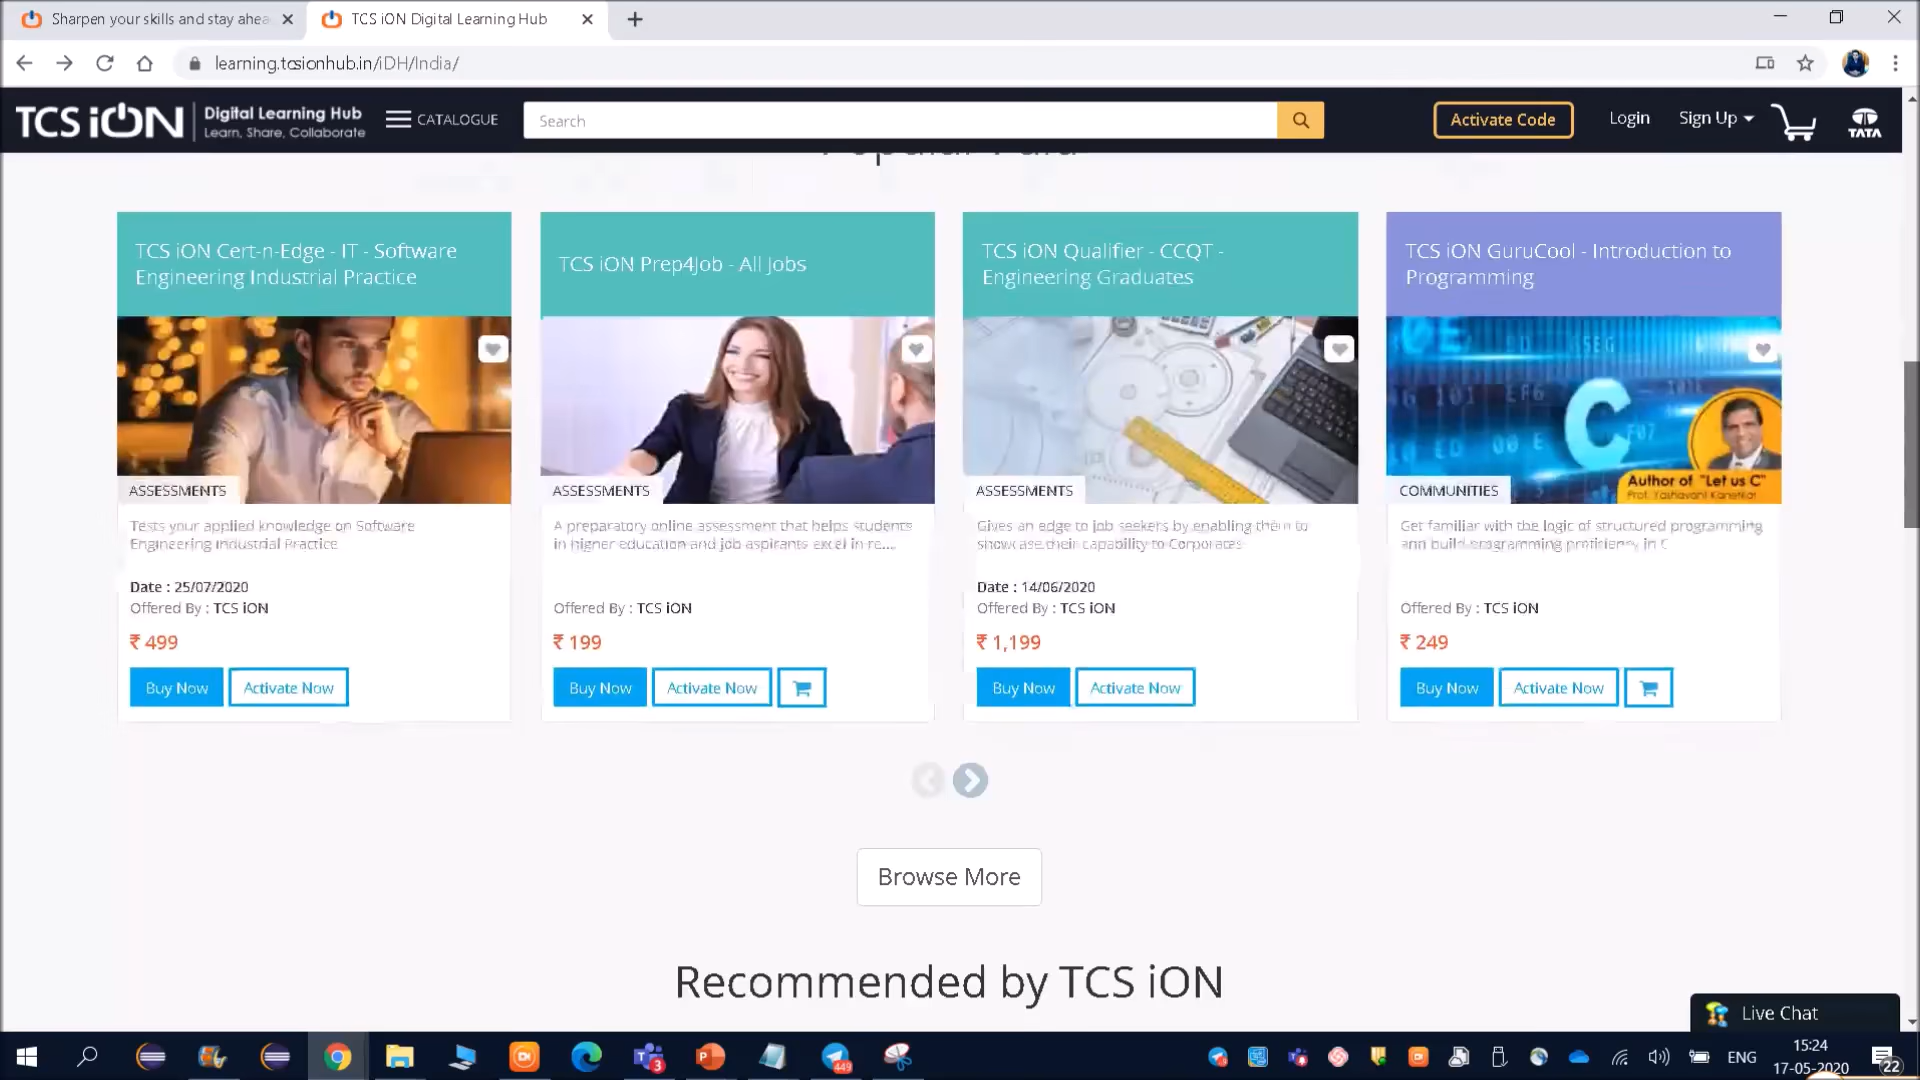 Sharpen your skills and stay ahea
TCS iON Digital Learning Hub
learning.tcsionhub.in/iDH/India/
TCS iON
Digital Learning Hub
Learn, Share, Collaborate
CATALOGUE
Search
Activate Code
Login
Sign Up
TATA
TCS iON Cert-n-Edge - IT - Software
Engineering Industrial Practice
ASSESSMENTS
Tests your applied knowledge on Software
Engineering Industrial Practice
Date : 25/07/2020
Offered By : TCS iON
₹ 499
Buy Now
Activate Now
TCS iON Prep4Job - All Jobs
ASSESSMENTS
A preparatory online assessment that helps students
in higher education and job aspirants excel in re...
Offered By : TCS iON
₹ 199
Buy Now
Activate Now
TCS iON Qualifier - CCQT -
Engineering Graduates
ASSESSMENTS
Gives an edge to job seekers by enabling them to
showcase their capability to Corporates
Date : 14/06/2020
Offered By : TCS iON
₹ 1,199
Buy Now
Activate Now
TCS iON GuruCool - Introduction to
Programming
C
Author of "Let us C"
Prof. Yashavant Kanetkar
COMMUNITIES
Get familiar with the logic of structured programming
and build programming proficiency in C
Offered By : TCS iON
₹ 249
Buy Now
Activate Now
Browse More
Recommended by TCS iON
Live Chat
3
449
ENG
15:24
17-05-2020
22